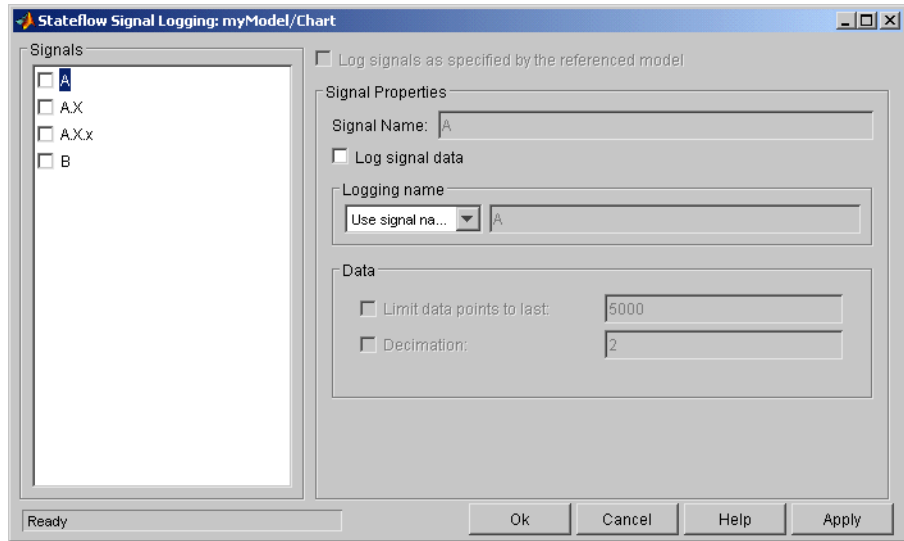 Stateflow Signal Logging: myModel/Chart
Signals
A
A.X
A.X.x
B
Log signals as specified by the referenced model
Signal Properties
Signal Name: A
Log signal data
Logging name
Use signal na... A
Data
Limit data points to last: 5000
Decimation: 2
Ready
Ok Cancel Help Apply